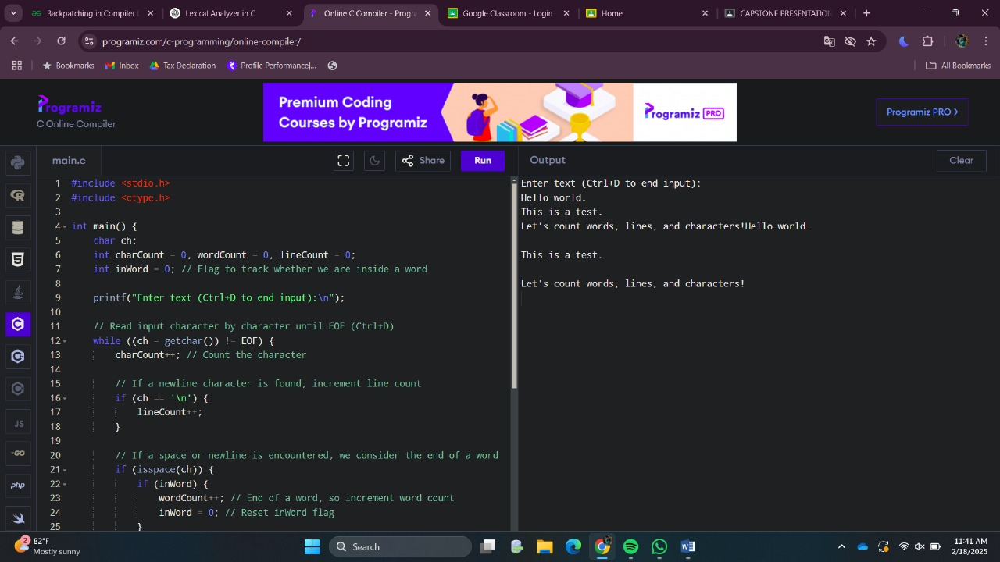 Backpatching in Compiler
Lexical Analyzer in C
Online C Compiler - Progra
Google Classroom - Login
Home
CAPSTONE PRESENTATION
programiz.com/c-programming/online-compiler/
Bookmarks
Inbox
Tax Declaration
Profile Performance|...
All Bookmarks
Programiz
C Online Compiler
Premium Coding
Courses by Programiz
Programiz PRO
Programiz PRO
main.c
Share
Run
Output
Clear
1 #include <stdio.h>
2 #include <ctype.h>
3
4 int main() {
5 char ch;
6 int charCount = 0, wordCount = 0, lineCount = 0;
7 int inWord = 0; // Flag to track whether we are inside a word
8
9 printf("Enter text (Ctrl+D to end input):\n");
10
11 // Read input character by character until EOF (Ctrl+D)
12 while ((ch = getchar()) != EOF) {
13 charCount++; // Count the character
14
15 // If a newline character is found, increment line count
16 if (ch == '\n') {
17 lineCount++;
18 }
19
20 // If a space or newline is encountered, we consider the end of a word
21 if (isspace(ch)) {
22 if (inWord) {
23 wordCount++; // End of a word, so increment word count
24 inWord = 0; // Reset inWord flag
25 }
Enter text (Ctrl+D to end input):
Hello world.
This is a test.
Let's count words, lines, and characters!Hello world.
This is a test.
Let's count words, lines, and characters!
JS
GO
php
2
82°F
Mostly sunny
Search
11:41 AM
2/18/2025